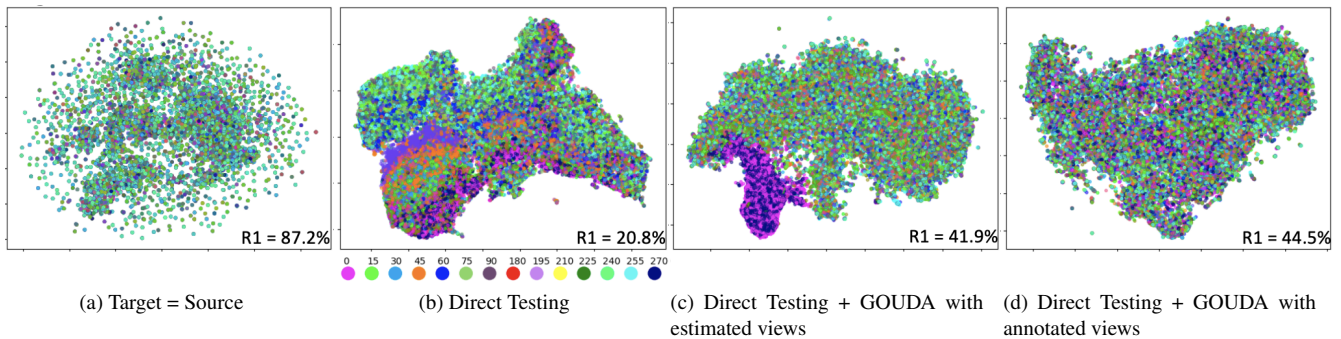 R1 = 87.2%
R1 = 20.8%
R1 = 41.9%
R1 = 44.5%
0 15 30 45 60 75 90 180 195 210 225 240 255 270
(a) Target = Source
(b) Direct Testing
(c) Direct Testing + GOUDA with
estimated views
(d) Direct Testing + GOUDA with
annotated views